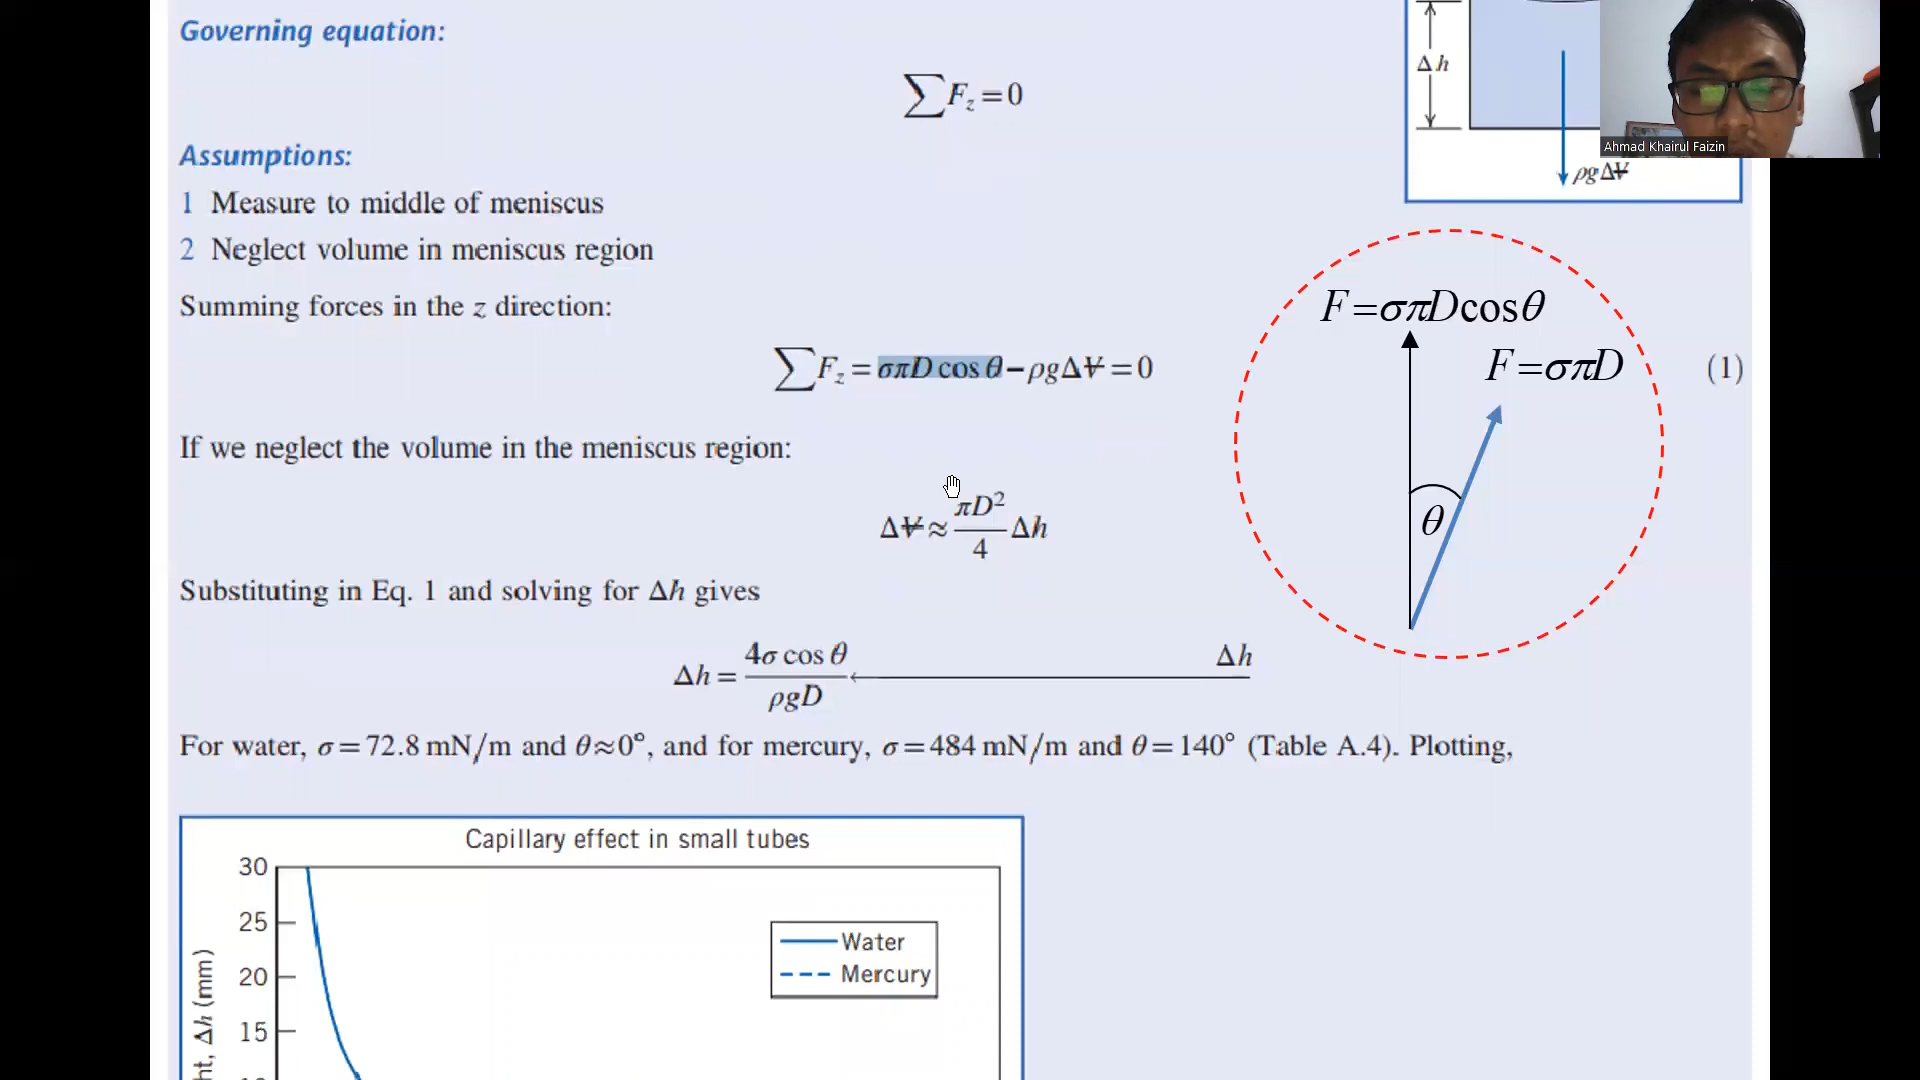 Governing equation:
∑F_z = 0
Δh
Ahmad Khairul Faizin
ρgΔV̶
Assumptions:
1 Measure to middle of meniscus
2 Neglect volume in meniscus region
Summing forces in the z direction:
∑F_z = σπD cos θ − ρgΔV̶ = 0 (1)
F=σπDcosθ
F=σπD
θ
If we neglect the volume in the meniscus region:
ΔV̶ ≈ πD²/4 Δh
Substituting in Eq. 1 and solving for Δh gives
Δh = 4σ cos θ / ρgD ← Δh
For water, σ = 72.8 mN/m and θ ≈ 0°, and for mercury, σ = 484 mN/m and θ = 140° (Table A.4). Plotting,
Capillary effect in small tubes
30
25
20
15
Δh (mm)
Water
Mercury